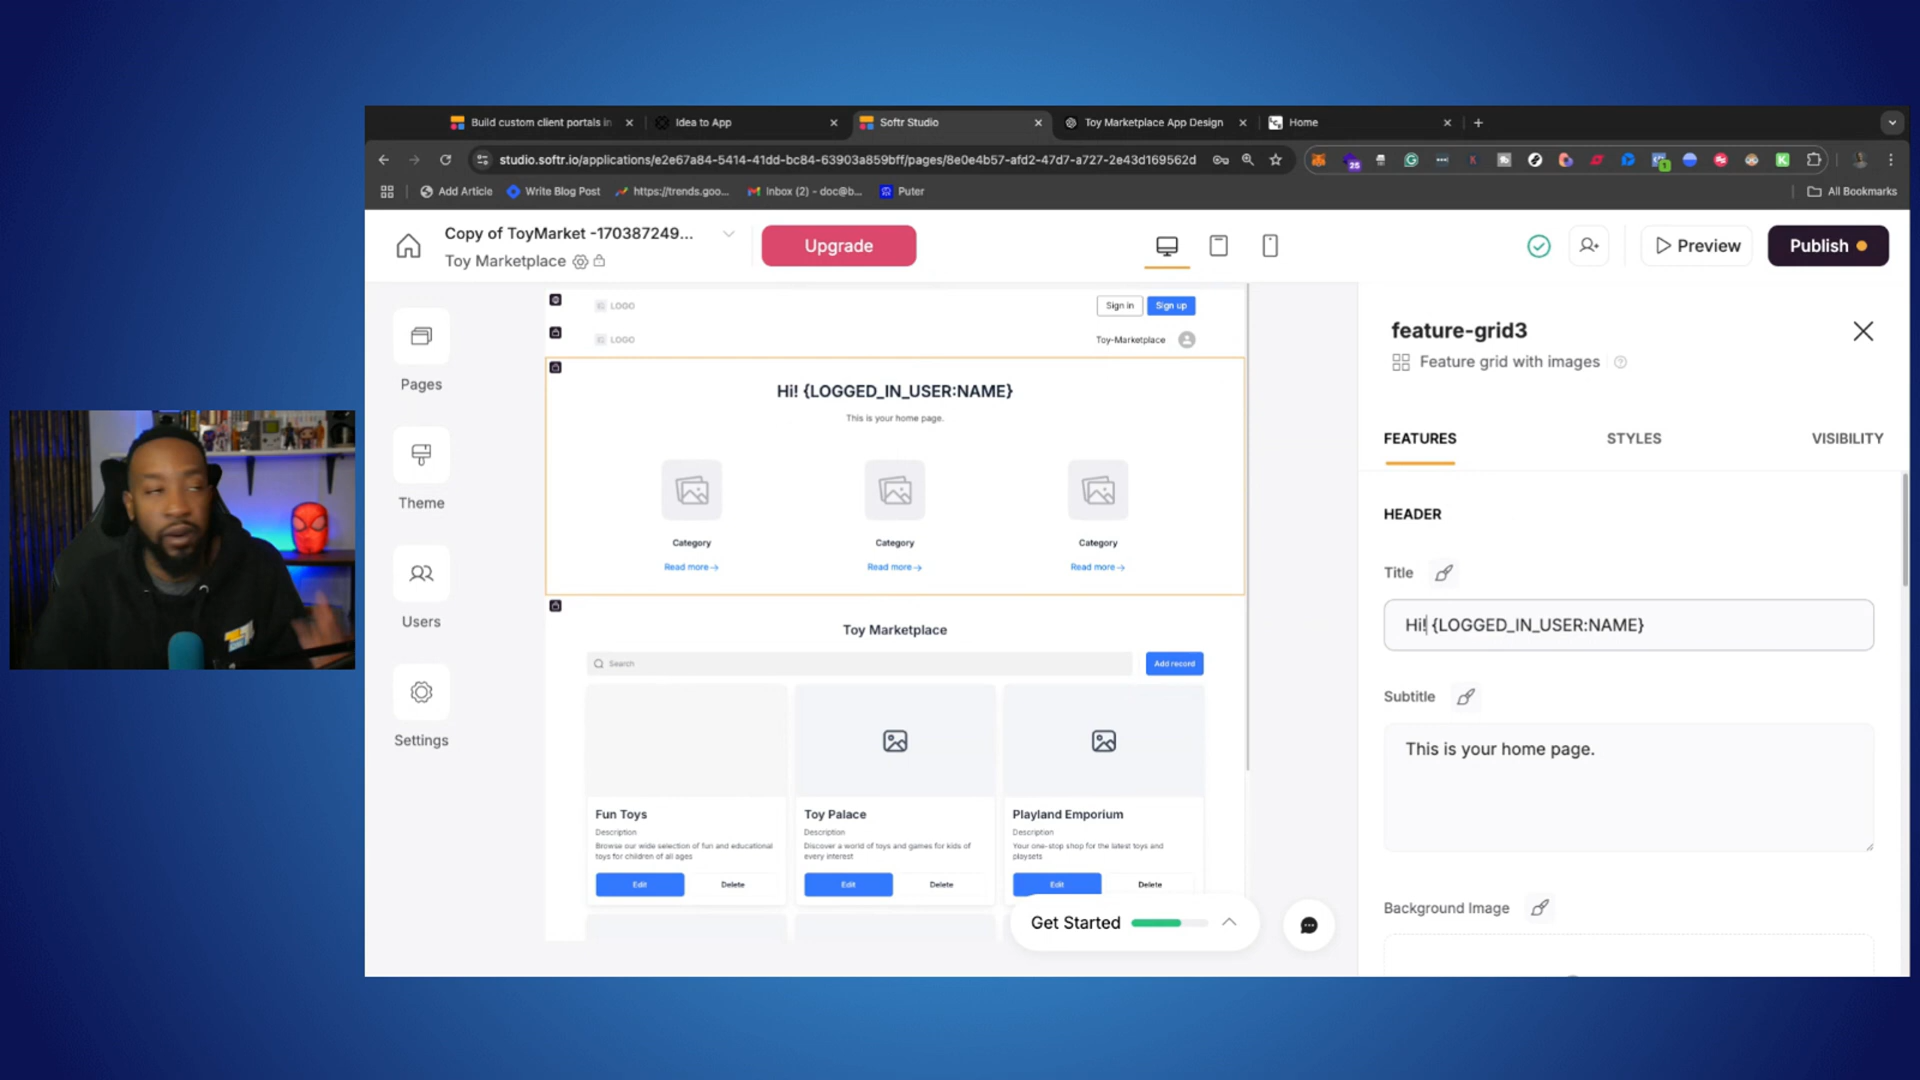 Build custom client portals in
Idea to App
Softr Studio
Toy Marketplace App Design
Home
studio.softr.io/applications/e2e67a84-5414-41dd-bc84-63903a859bff/pages/8e0e4b57-afd2-47d7-a727-2e43d169562d
25
1
Add Article
Write Blog Post
https://trends.goo...
Inbox (2) - doc@b...
Puter
All Bookmarks
Copy of ToyMarket -170387249...
Toy Marketplace
Upgrade
Preview
Publish
Pages
Theme
Users
Settings
LOGO
Sign in
Sign up
LOGO
Toy-Marketplace
Hi! {LOGGED_IN_USER:NAME}
This is your home page.
Category
Category
Category
Read more
Read more
Read more
Toy Marketplace
Search
Add record
Fun Toys
Description
Browse our wide selection of fun and educational
toys for children of all ages
Edit
Delete
Toy Palace
Description
Discover a world of toys and games for kids of
every interest
Edit
Delete
Playland Emporium
Description
Your one-stop shop for the latest toys and
playsets
Edit
Delete
Get Started
feature-grid3
Feature grid with images
FEATURES
STYLES
VISIBILITY
HEADER
Title
Hi! {LOGGED_IN_USER:NAME}
Subtitle
This is your home page.
Background Image